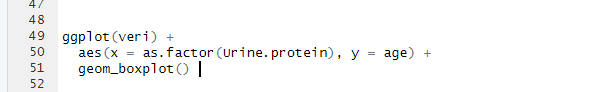 47
48
49 ggplot(veri) +
50 aes(x = as.factor(Urine.protein), y = age) +
51 geom_boxplot()
52